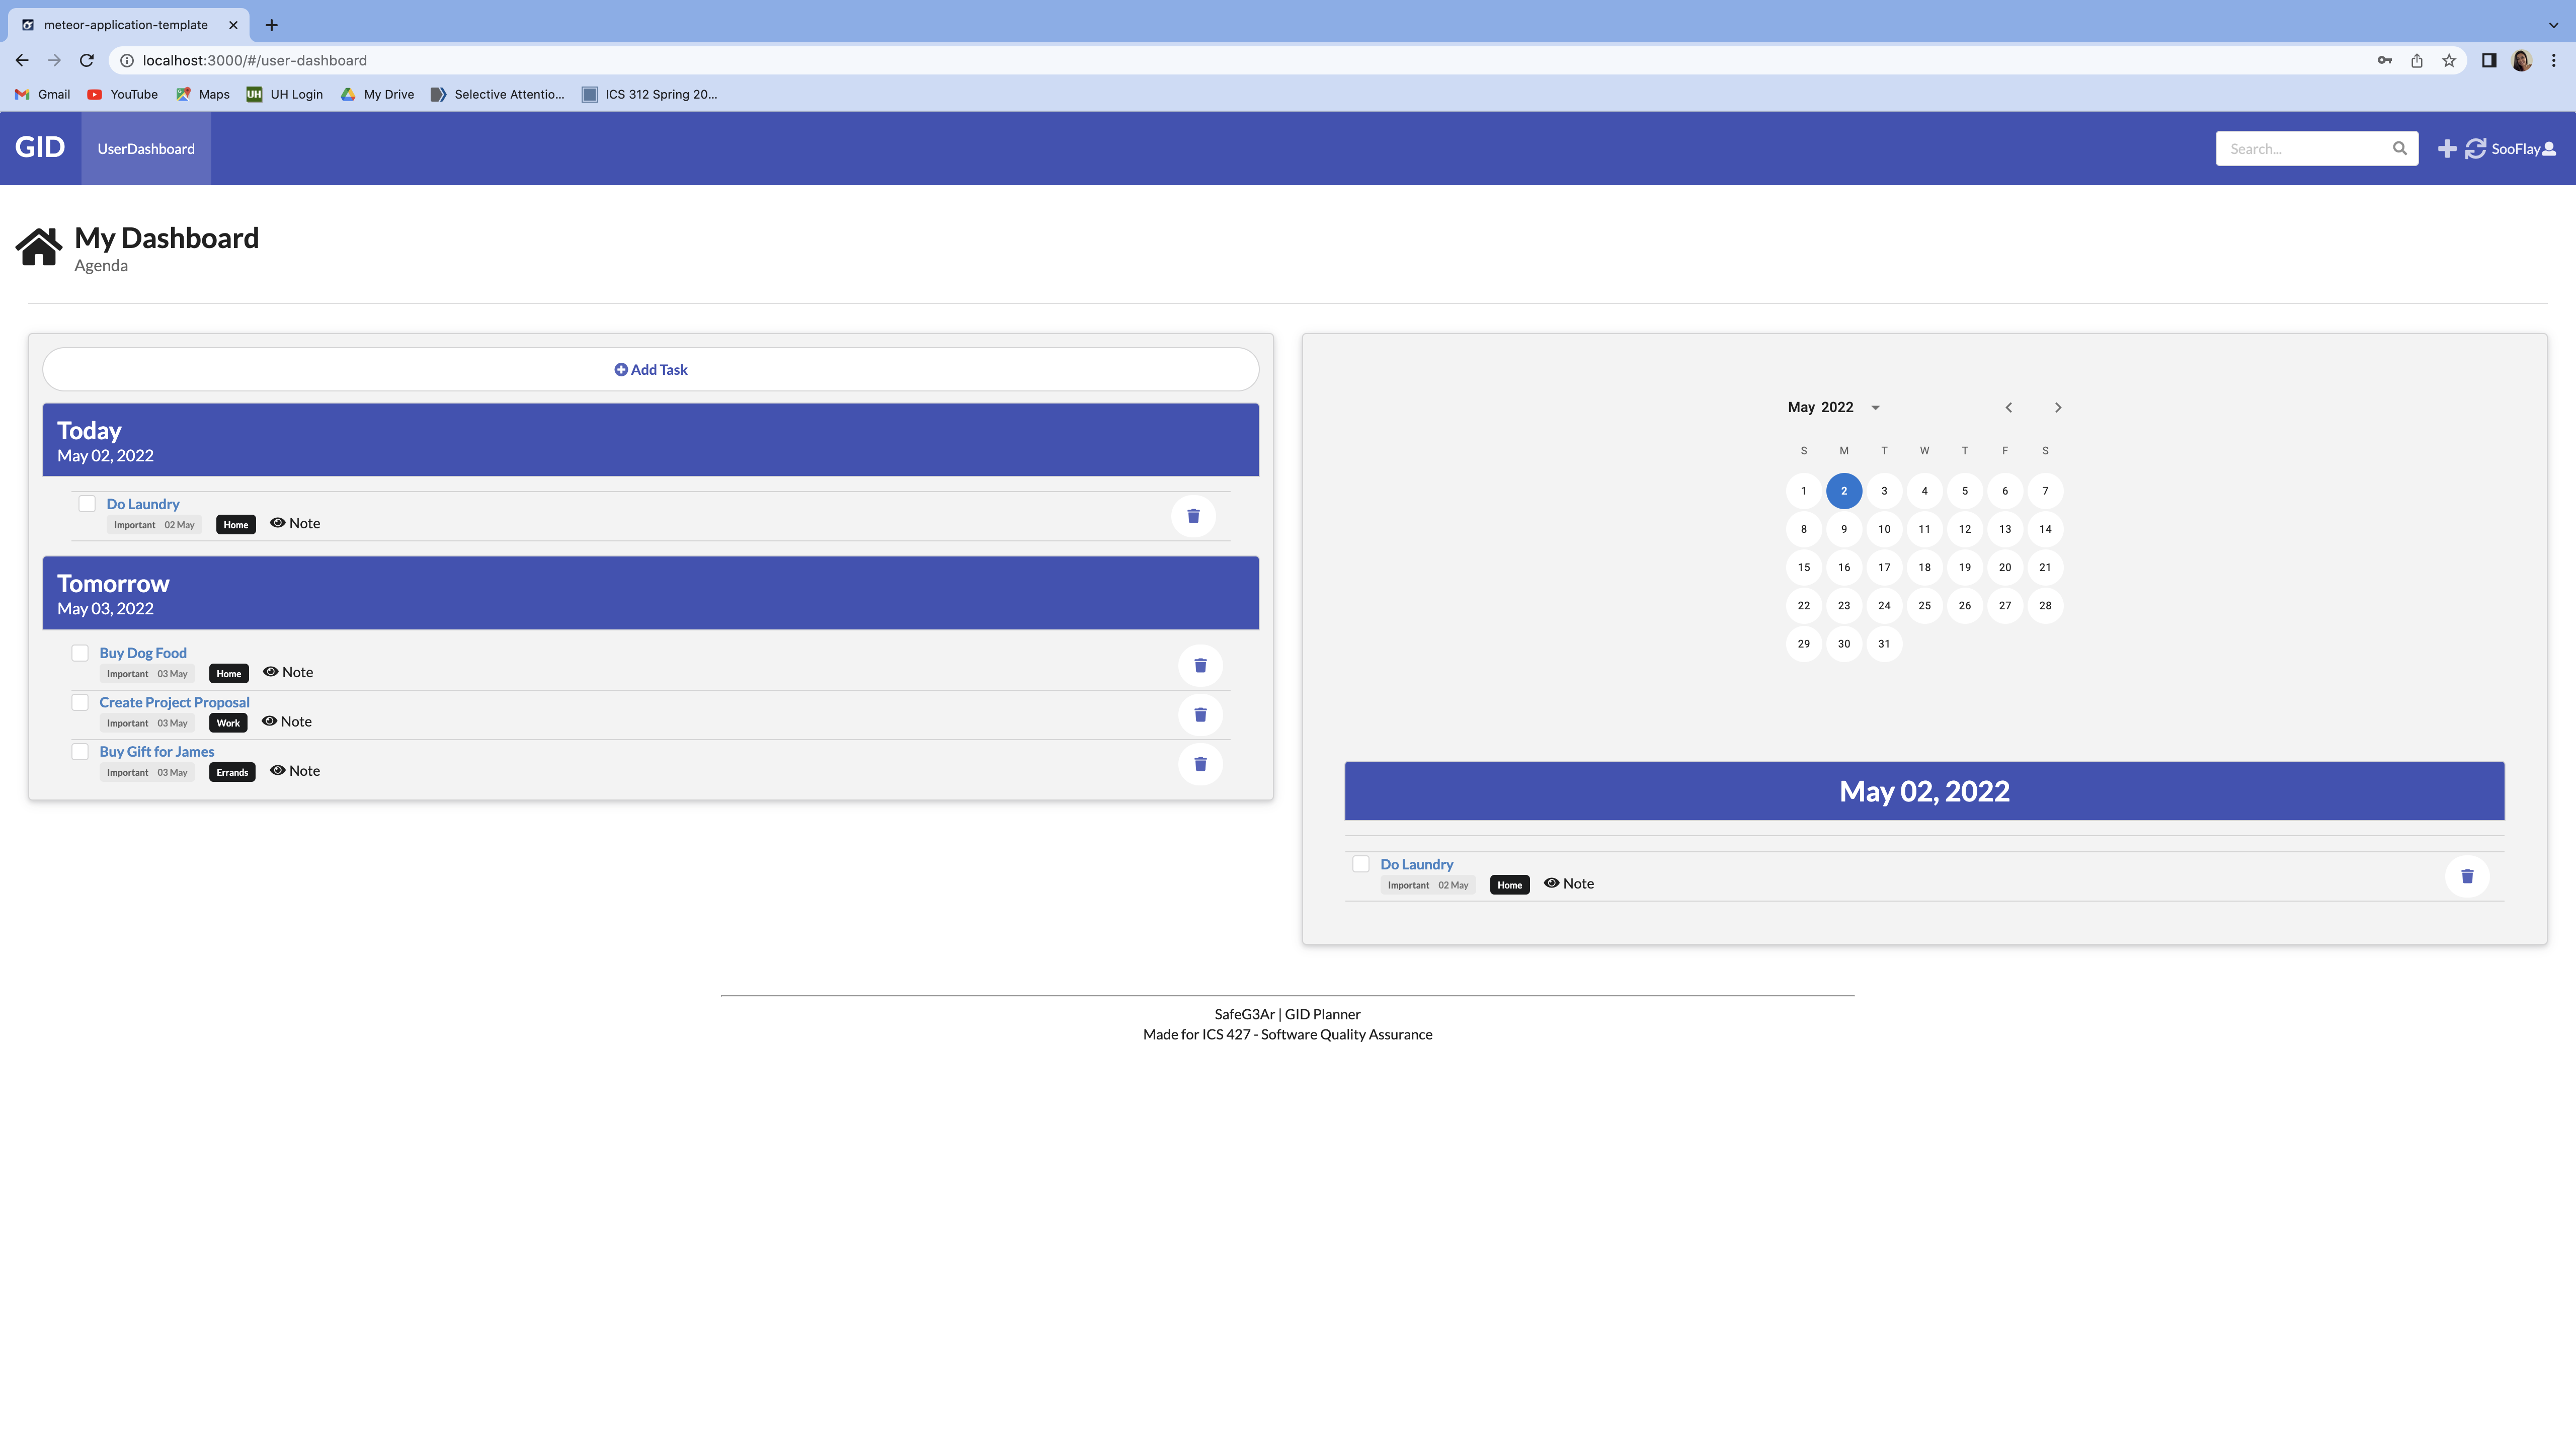 meteor-application-template
localhost:3000/#/user-dashboard
Gmail YouTube Maps UH UH Login My Drive Selective Attentio... ICS 312 Spring 20...
GID UserDashboard Search... SooFlay
My Dashboard
Agenda
Add Task
Today
May 02, 2022
Do Laundry
Important 02 May Home Note
Tomorrow
May 03, 2022
Buy Dog Food
Important 03 May Home Note
Create Project Proposal
Important 03 May Work Note
Buy Gift for James
Important 03 May Errands Note
May 2022
S M T W T F S
1 2 3 4 5 6 7
8 9 10 11 12 13 14
15 16 17 18 19 20 21
22 23 24 25 26 27 28
29 30 31
May 02, 2022
Do Laundry
Important 02 May Home Note
SafeG3Ar | GID Planner
Made for ICS 427 - Software Quality Assurance